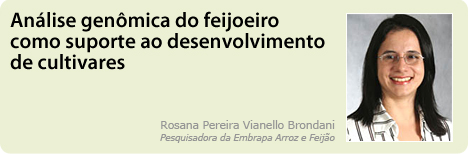 Análise genômica do feijoeiro
como suporte ao desenvolvimento
de cultivares
Rosana Pereira Vianello Brondani
Pesquisadora da Embrapa Arroz e Feijão